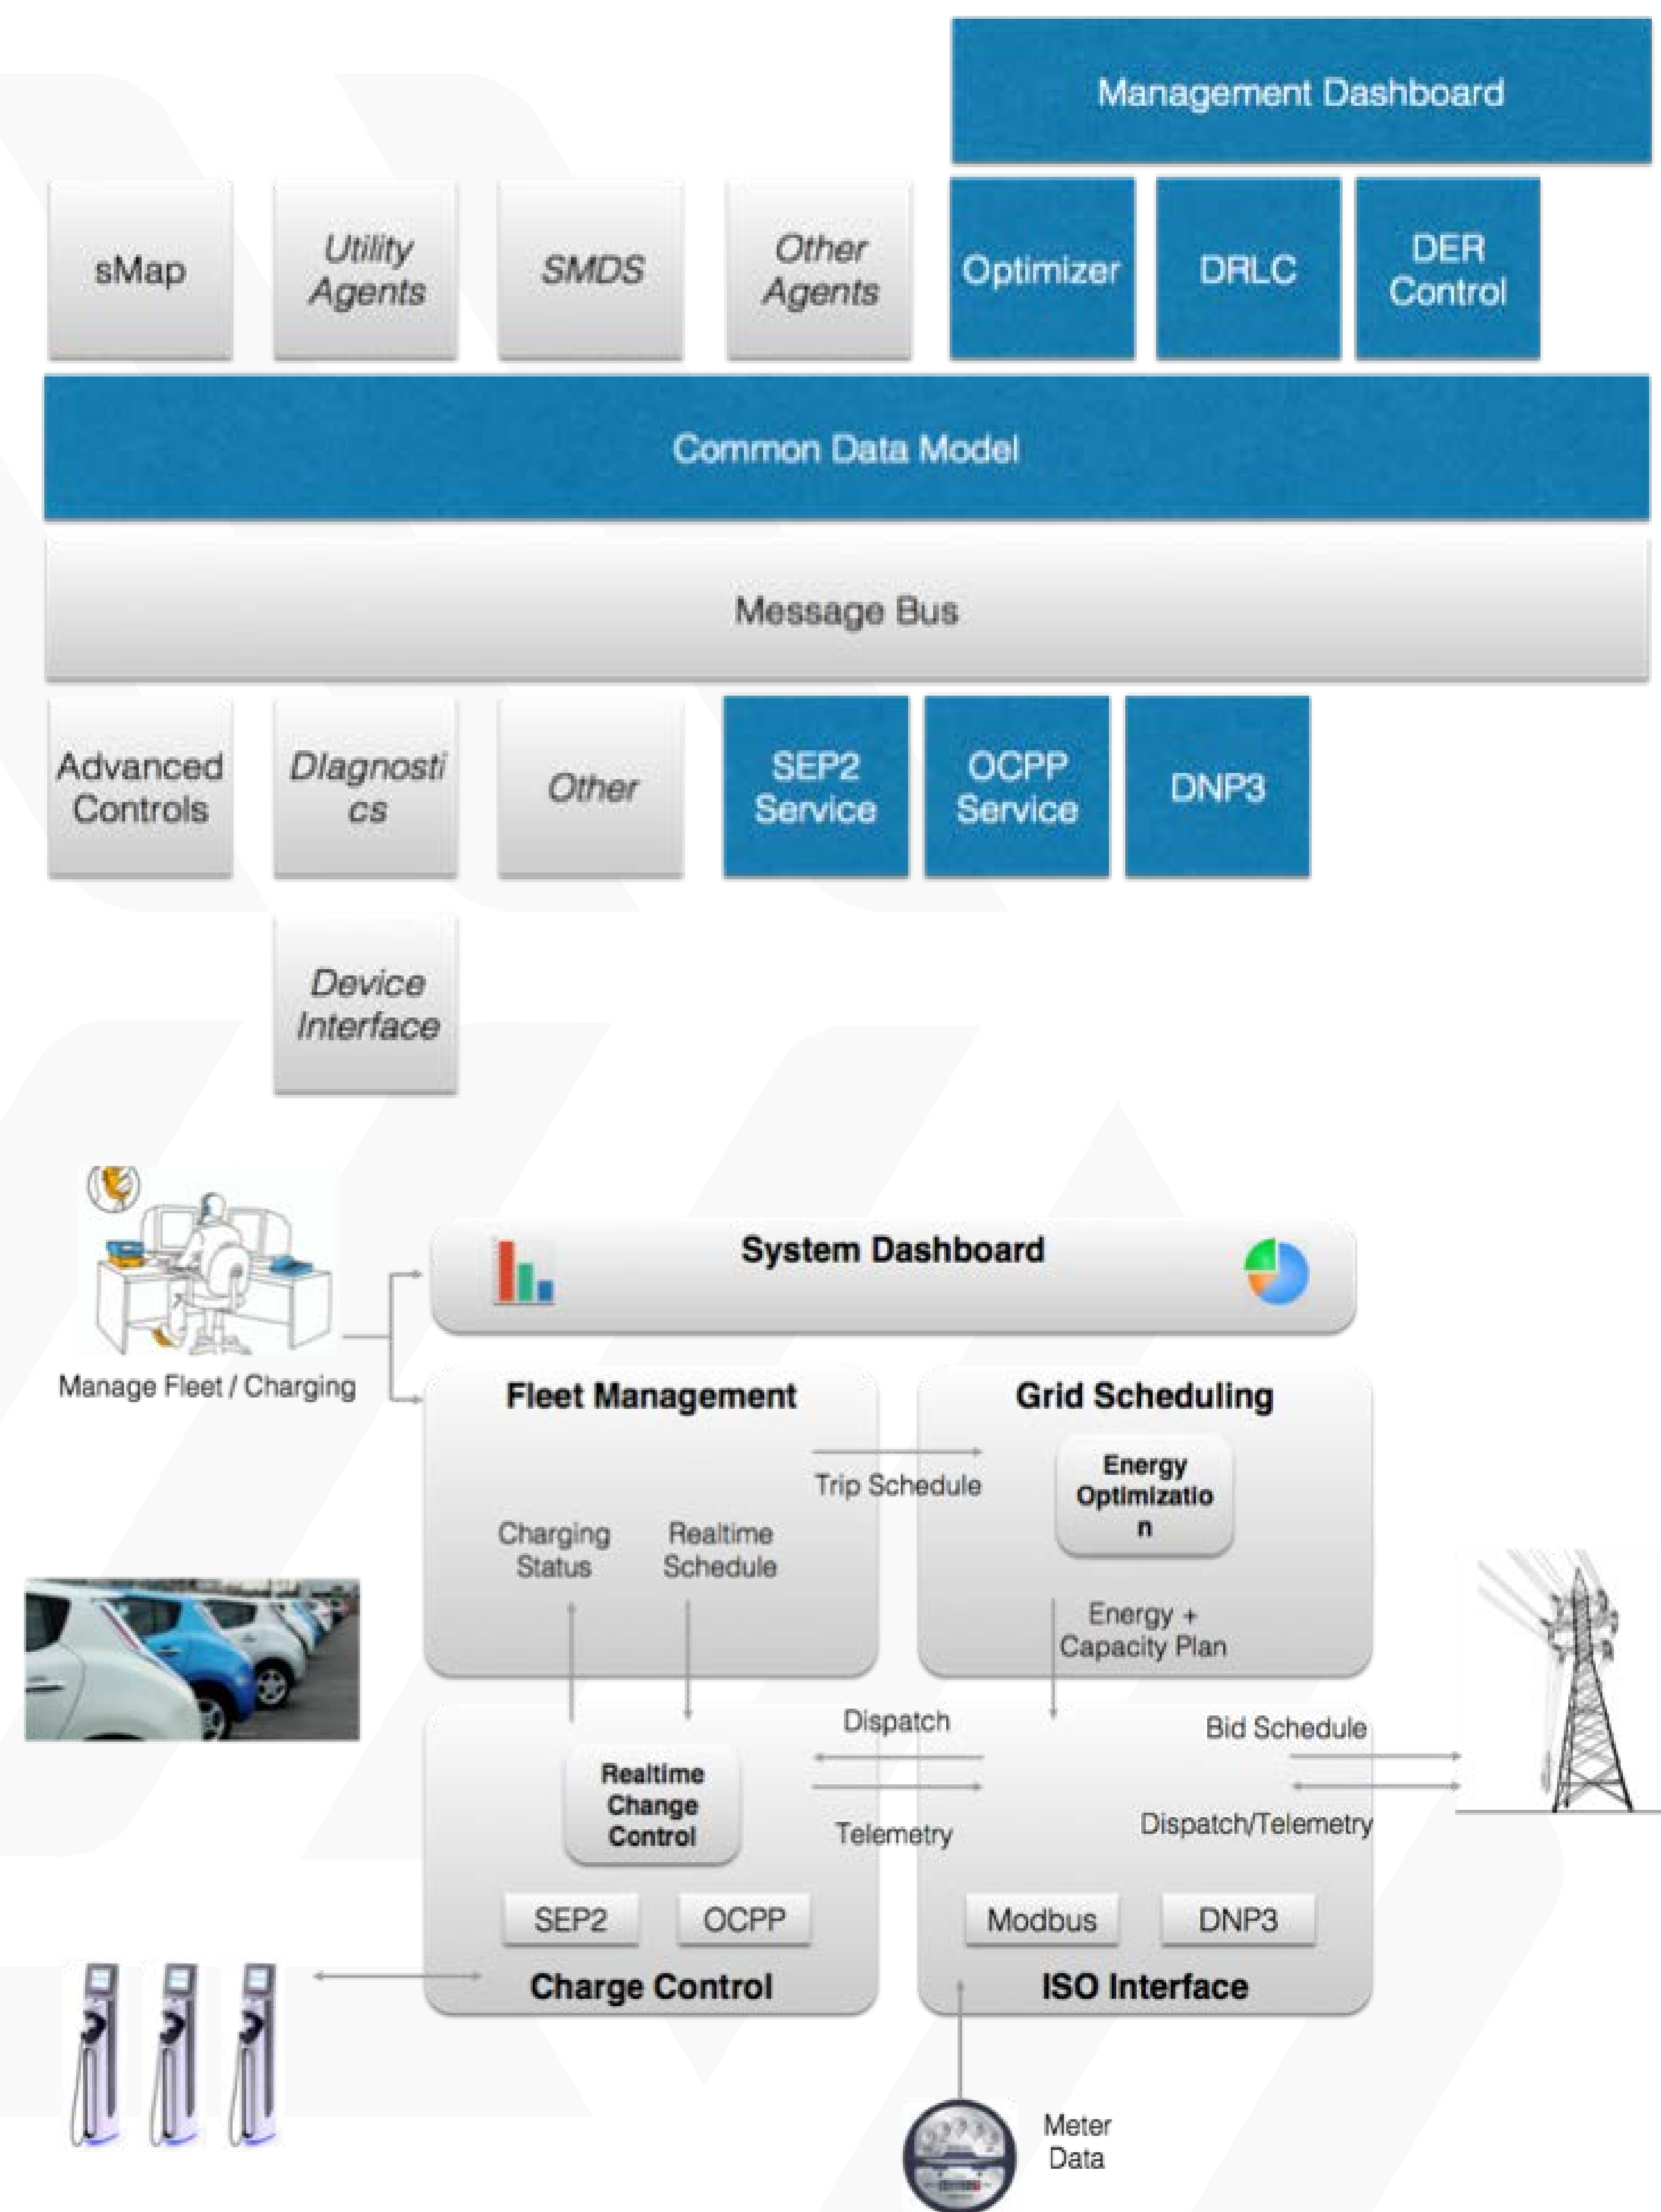 Management Dashboard
sMap
Utility
Agents
SMDS
Other
Agents
Optimizer
DRLC
DER
Control
Common Data Model
Message Bus
Advanced
Controls
DIagnosti
cs
Other
SEP2
Service
OCPP
Service
DNP3
Device
Interface
System Dashboard
Manage Fleet / Charging
Fleet Management
Grid Scheduling
Trip Schedule
Energy
Optimizatio
n
Charging
Status
Realtime
Schedule
Energy +
Capacity Plan
Dispatch
Bid Schedule
Realtime
Change
Control
Telemetry
Dispatch/Telemetry
SEP2
OCPP
Modbus
DNP3
Charge Control
ISO Interface
Meter
Data